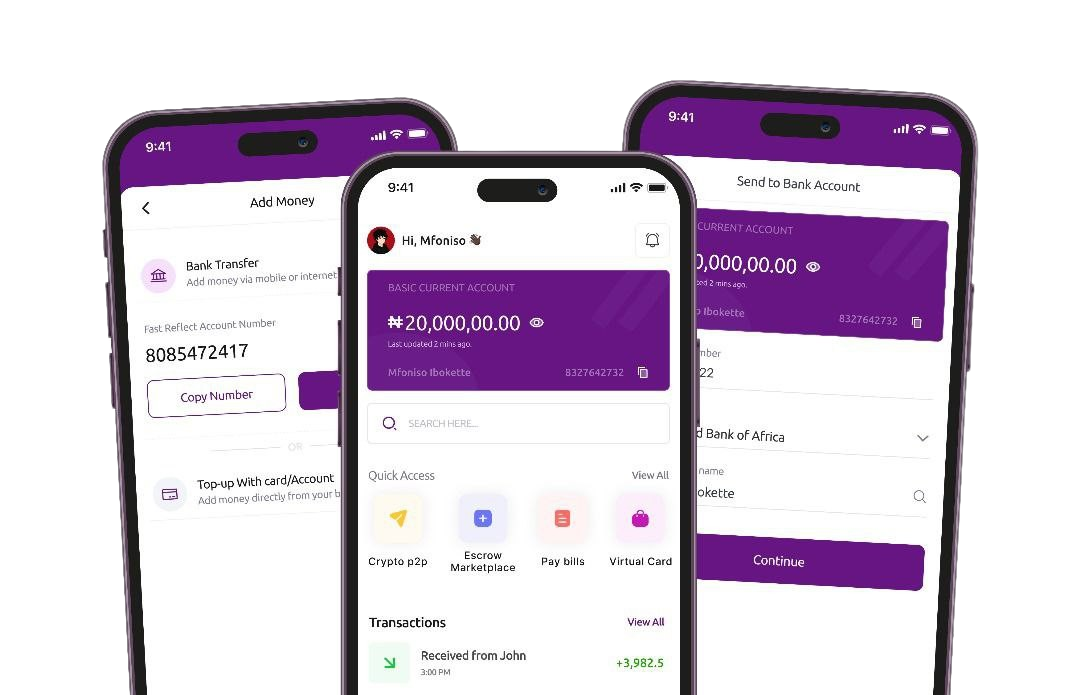 9:41
Add Money
Bank Transfer
Add money via mobile or internet
Fast Reflect Account Number
8085472417
Copy Number
OR
Top-up With card/Account
Add money directly from your
9:41
Hi, Mfoniso
BASIC CURRENT ACCOUNT
₦20,000,00.00
Last updated 2 mins ago.
Mfoniso Ibokette 8327642732
SEARCH HERE...
Quick Access View All
Crypto p2p
Escrow
Marketplace
Pay bills
Virtual Card
Transactions View All
Received from John
3:00 PM
+3,982.5
9:41
Send to Bank Account
CURRENT ACCOUNT
0,000,00.00
2 mins ago.
Ibokette 8327642732
22
Bank of Africa
name
Continue